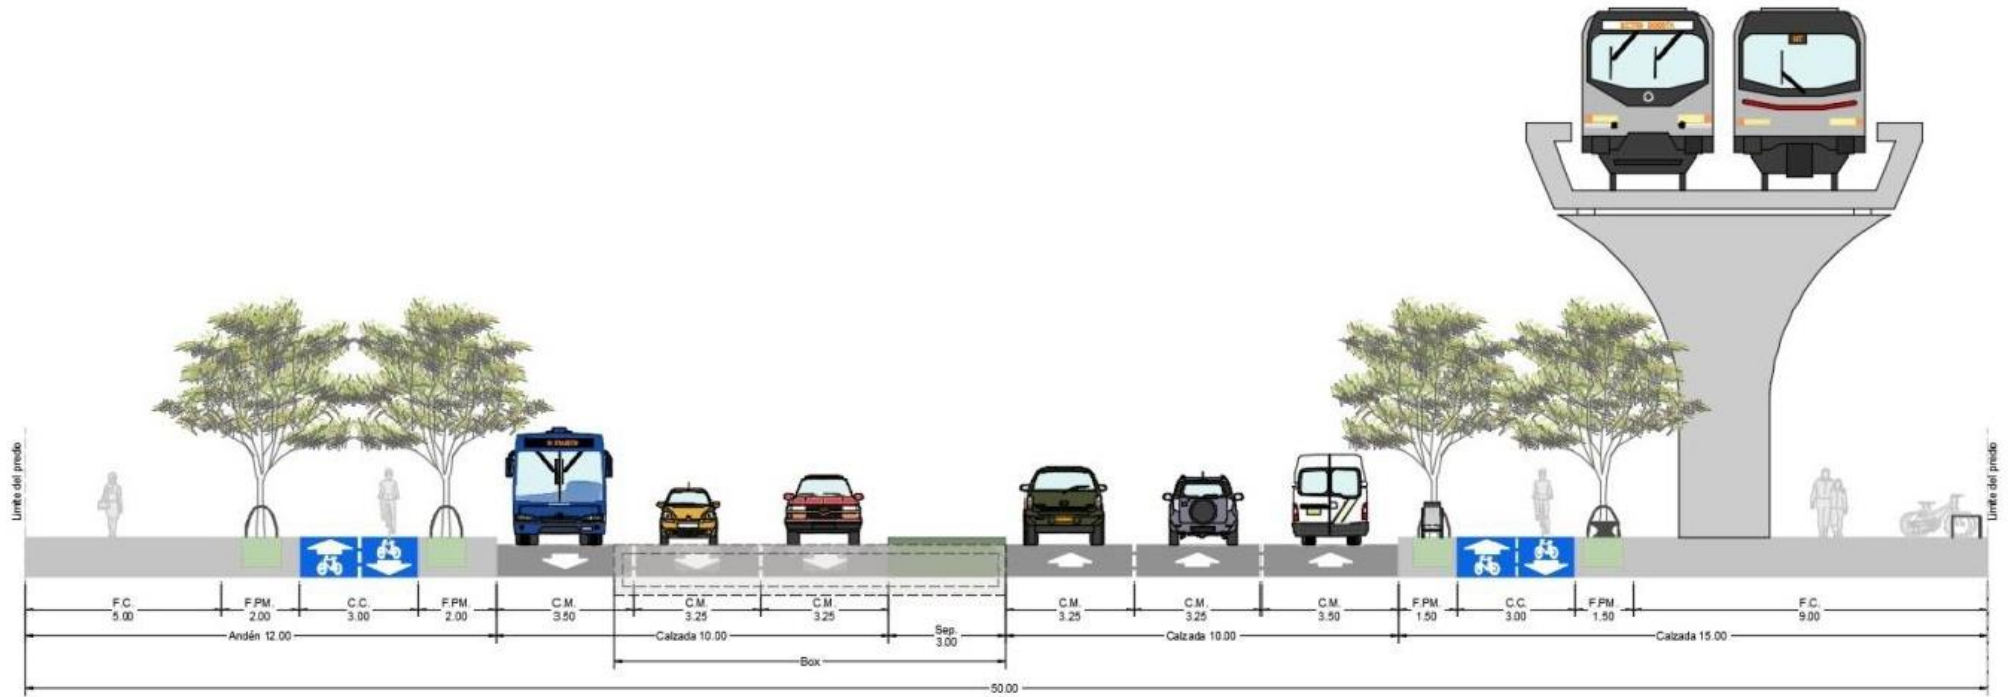 Límite del predio
Límite del predio
F.C.
5.00
F.PM.
2.00
C.C.
3.00
F.PM.
2.00
C.M.
3.50
C.M.
3.25
C.M.
3.25
C.M.
3.25
C.M.
3.25
C.M.
3.50
F.PM.
1.50
C.C.
3.00
F.PM.
1.50
F.C.
9.00
Andén 12.00
Calzada 10.00
Sep.
3.00
Calzada 10.00
Calzada 15.00
Box
50.00